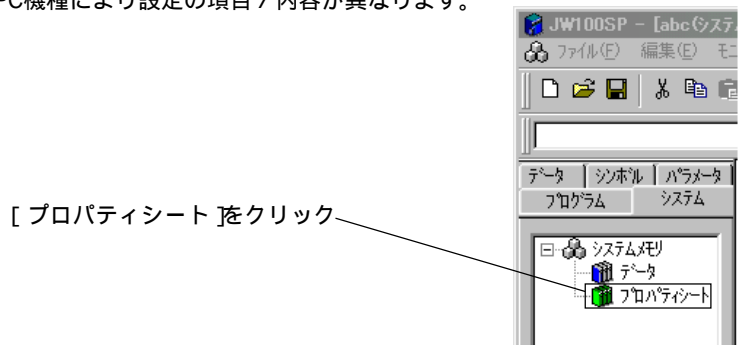 PC機種により設定の項目／内容が異なります。
JW100SP - [abc(システ
ファイル(F) 編集(E) モニ
データ シンボル パラメータ
プログラム システム
[プロパティシート]をクリック
システムメモリ
データ
プロパティシート